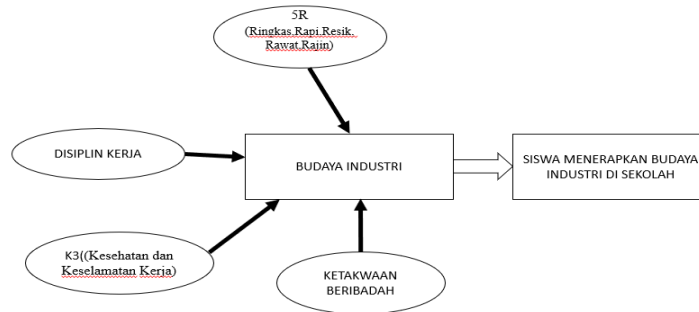 5R
(Ringkas.Rapi.Resik.
Rawat.Rajin)
DISIPLIN KERJA
BUDAYA INDUSTRI
SISWA MENERAPKAN BUDAYA
INDUSTRI DI SEKOLAH
K3((Kesehatan dan
Keselamatan Kerja)
KETAKWAAN
BERIBADAH